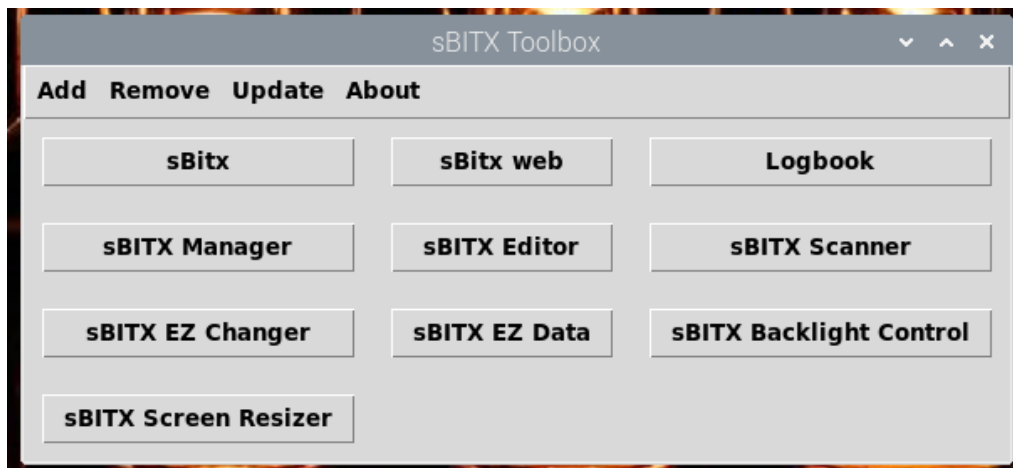 sBITX Toolbox
Add Remove Update About
sBitx sBitx web Logbook
sBITX Manager sBITX Editor sBITX Scanner
sBITX EZ Changer sBITX EZ Data sBITX Backlight Control
sBITX Screen Resizer